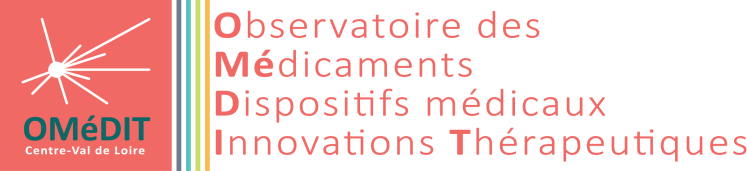 OMéDIT
Centre-Val de Loire
Observatoire des
Médicaments
Dispositifs médicaux
Innovations Thérapeutiques